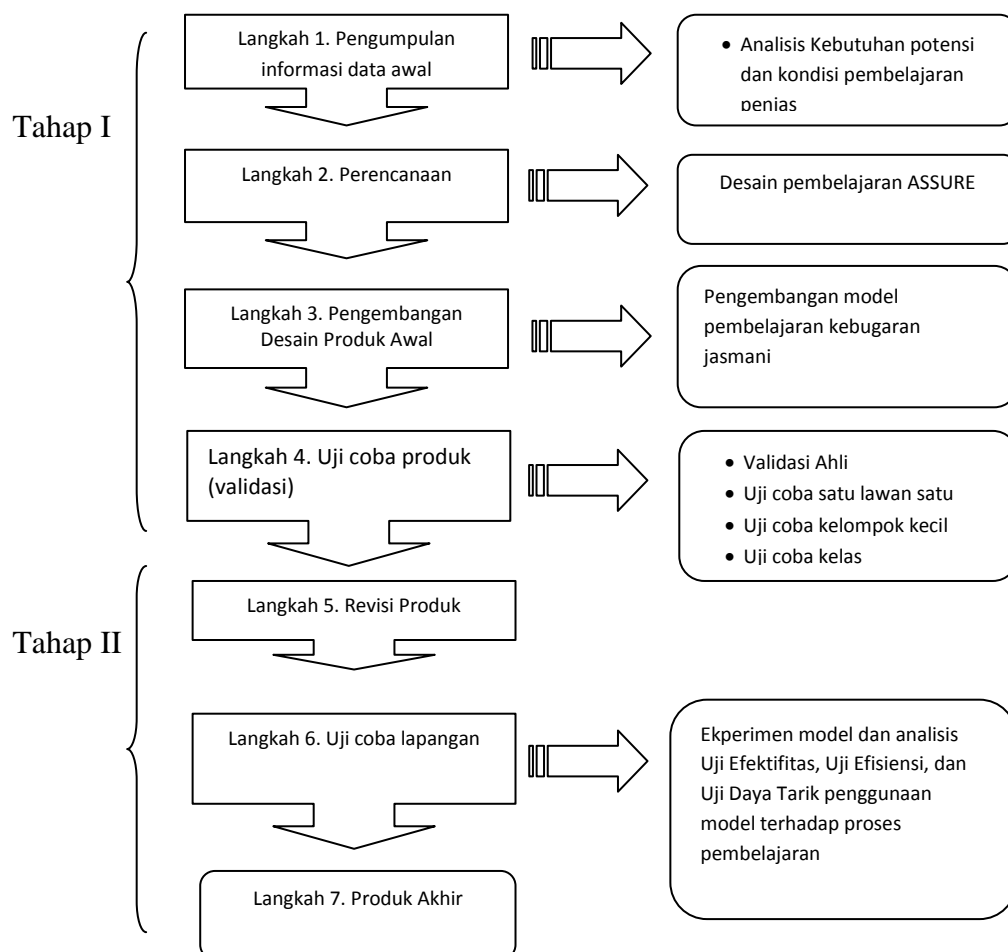 Tahap I
Langkah 1. Pengumpulan
informasi data awal
• Analisis Kebutuhan potensi
dan kondisi pembelajaran
penjas
Langkah 2. Perencanaan
Desain pembelajaran ASSURE
Langkah 3. Pengembangan
Desain Produk Awal
Pengembangan model
pembelajaran kebugaran
jasmani
Langkah 4. Uji coba produk
(validasi)
• Validasi Ahli
• Uji coba satu lawan satu
• Uji coba kelompok kecil
• Uji coba kelas
Tahap II
Langkah 5. Revisi Produk
Langkah 6. Uji coba lapangan
Ekperimen model dan analisis
Uji Efektifitas, Uji Efisiensi, dan
Uji Daya Tarik penggunaan
model terhadap proses
pembelajaran
Langkah 7. Produk Akhir